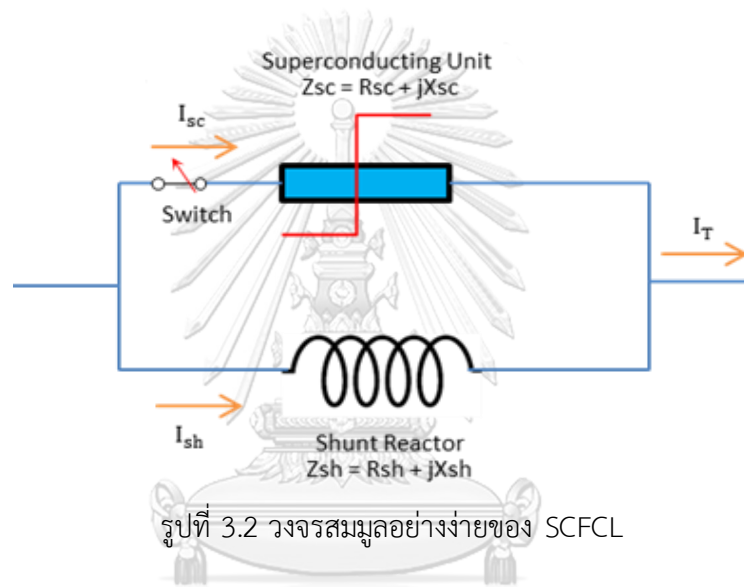 Superconducting Unit
Zsc = Rsc + jXsc
Isc
Switch
IT
Ish
Shunt Reactor
Zsh = Rsh + jXsh
รูปที่ 3.2 วงจรสมมูลอย่างง่ายของ SCFCL